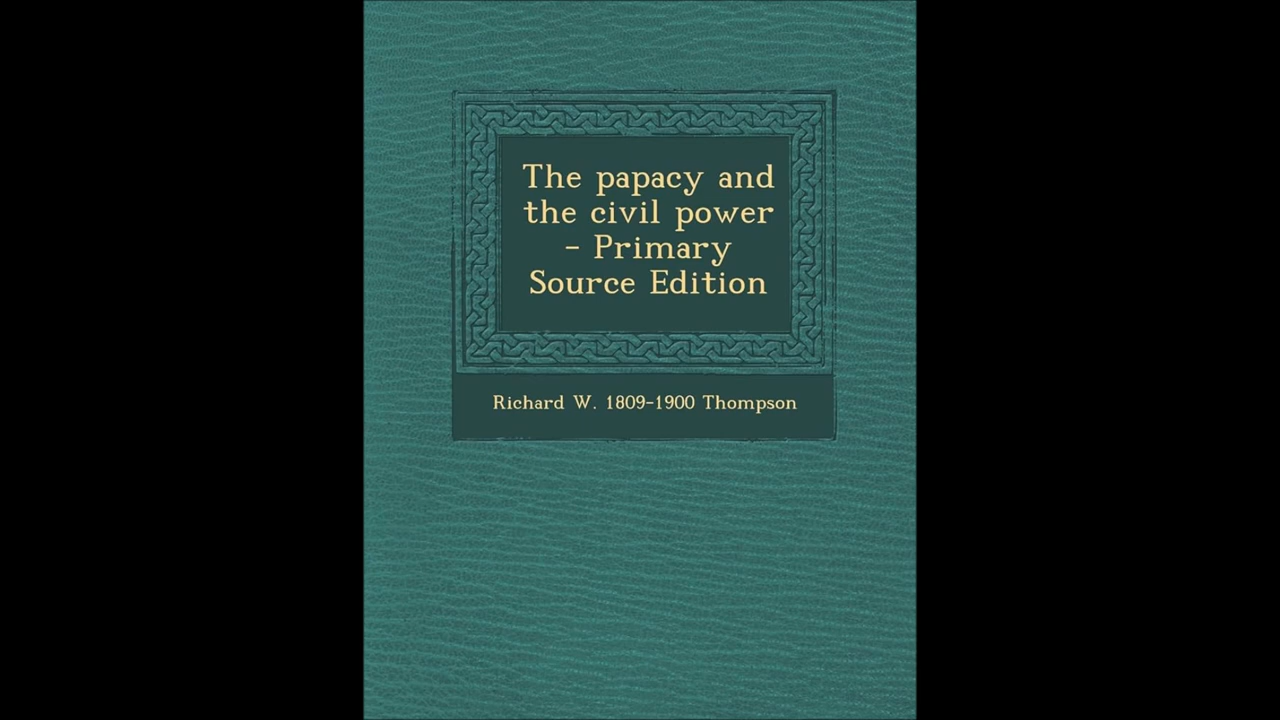 The papacy and
the civil power
- Primary
Source Edition
Richard W. 1809-1900 Thompson